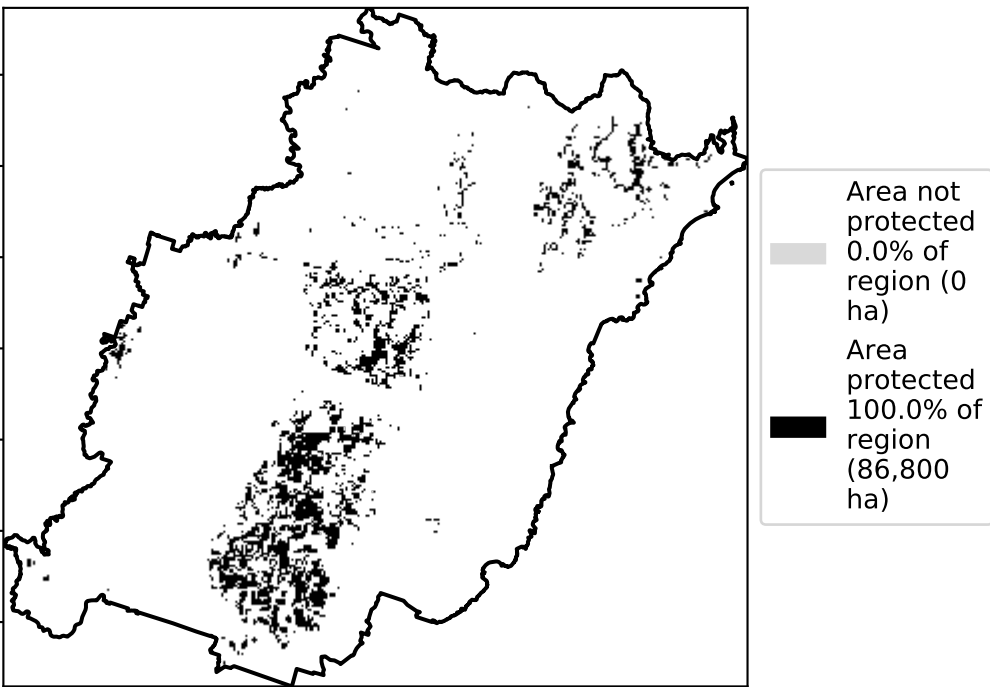 Area not
protected
0.0% of
region (0
ha)
Area
protected
100.0% of
region
(86,800
ha)